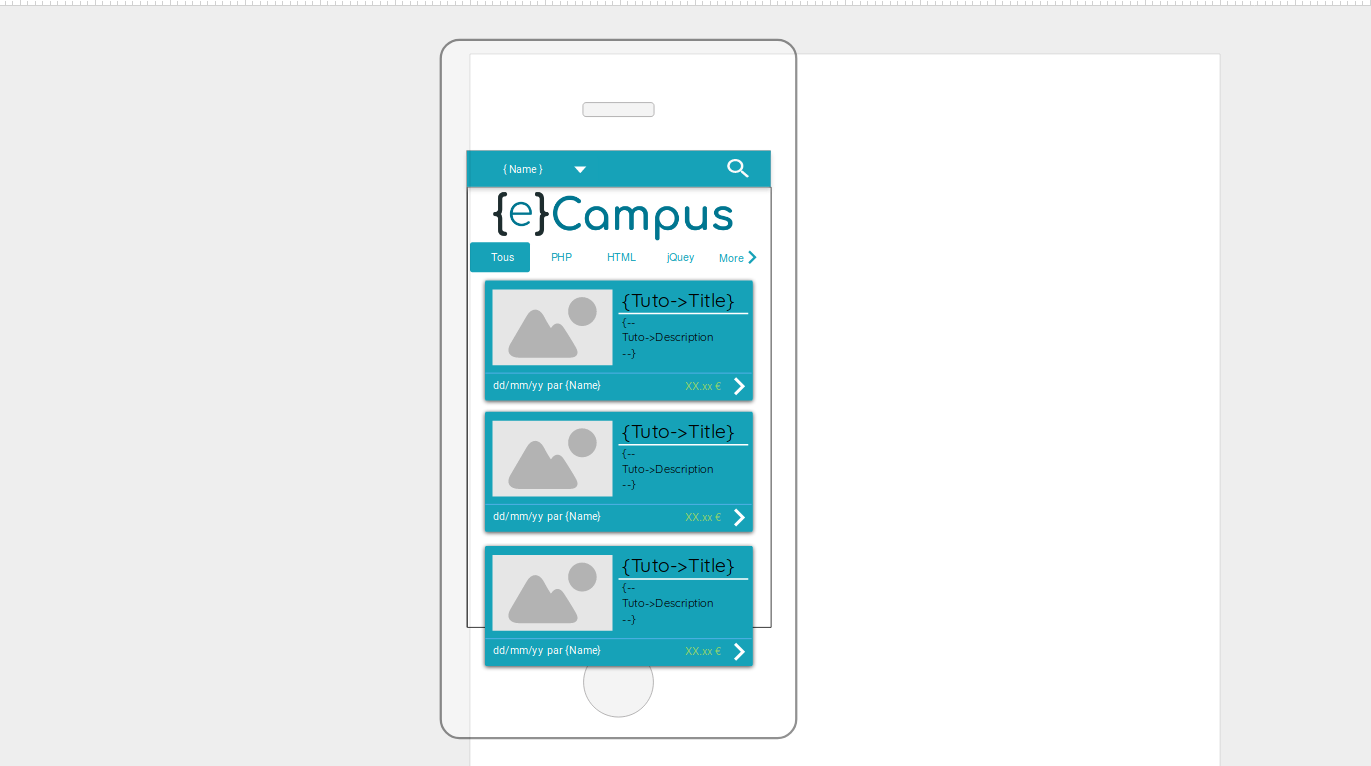 { Name }
{e}Campus
Tous PHP HTML jQuey More
{Tuto->Title}
{--
Tuto->Description
--}
dd/mm/yy par {Name} XX.xx €
{Tuto->Title}
{--
Tuto->Description
--}
dd/mm/yy par {Name} XX.xx €
{Tuto->Title}
{--
Tuto->Description
--}
dd/mm/yy par {Name} XX.xx €